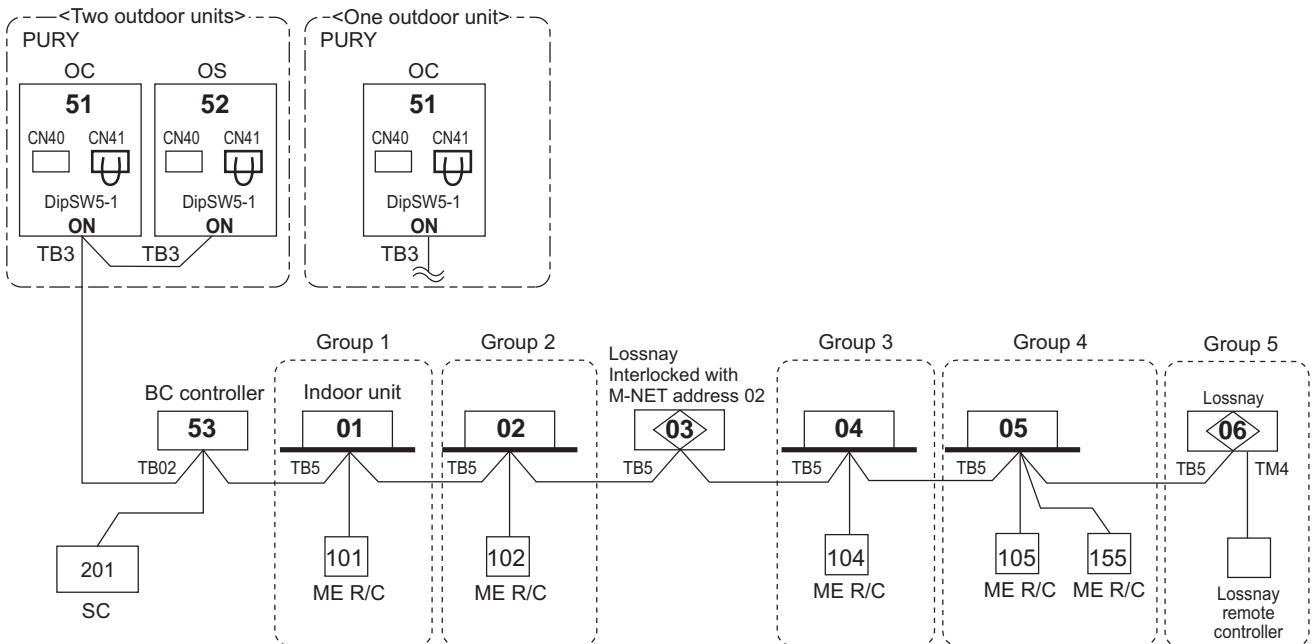 <Two outdoor units>
PURY
OC
OS
51
52
CN40
CN41
CN40
CN41
DipSW5-1
ON
DipSW5-1
ON
TB3
TB3
<One outdoor unit>
PURY
OC
51
CN40
CN41
DipSW5-1
ON
TB3
BC controller
53
TB02
201
SC
Group 1
Indoor unit
01
TB5
101
ME R/C
Group 2
02
TB5
102
ME R/C
Lossnay
Interlocked with
M-NET address 02
03
TB5
Group 3
04
TB5
104
ME R/C
Group 4
05
TB5
105
155
ME R/C
ME R/C
Group 5
Lossnay
06
TB5
TM4
Lossnay
remote
controller